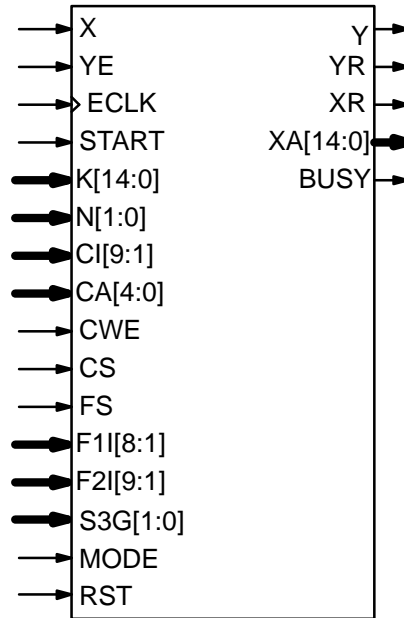 X Y
YE YR
ECLK XR
START XA[14:0]
K[14:0] BUSY
N[1:0]
CI[9:1]
CA[4:0]
CWE
CS
FS
F1I[8:1]
F2I[9:1]
S3G[1:0]
MODE
RST